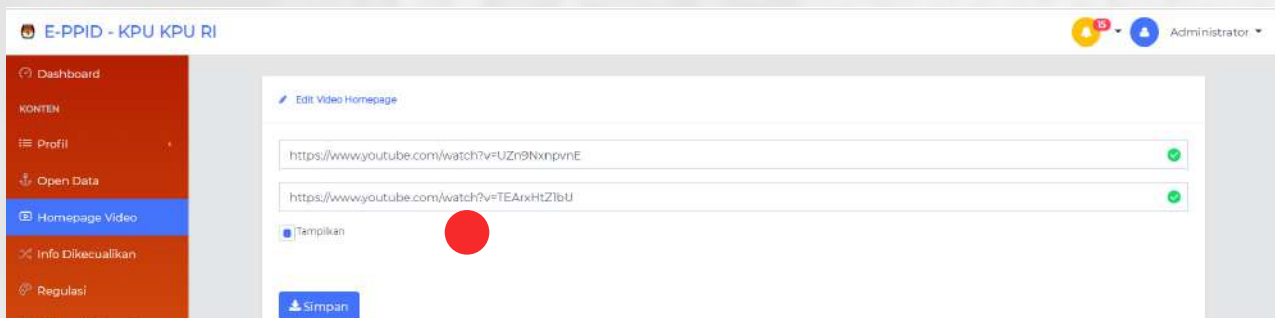 E-PPID - KPU KPU RI
15
Administrator
Dashboard
KONTEN
Profil
Open Data
Homepage Video
Info Dikecualikan
Regulasi
Edit Video Homepage
https://www.youtube.com/watch?v=UZn9NxnpvnE
https://www.youtube.com/watch?v=TEArxHtZ1bU
Tampilkan
Simpan